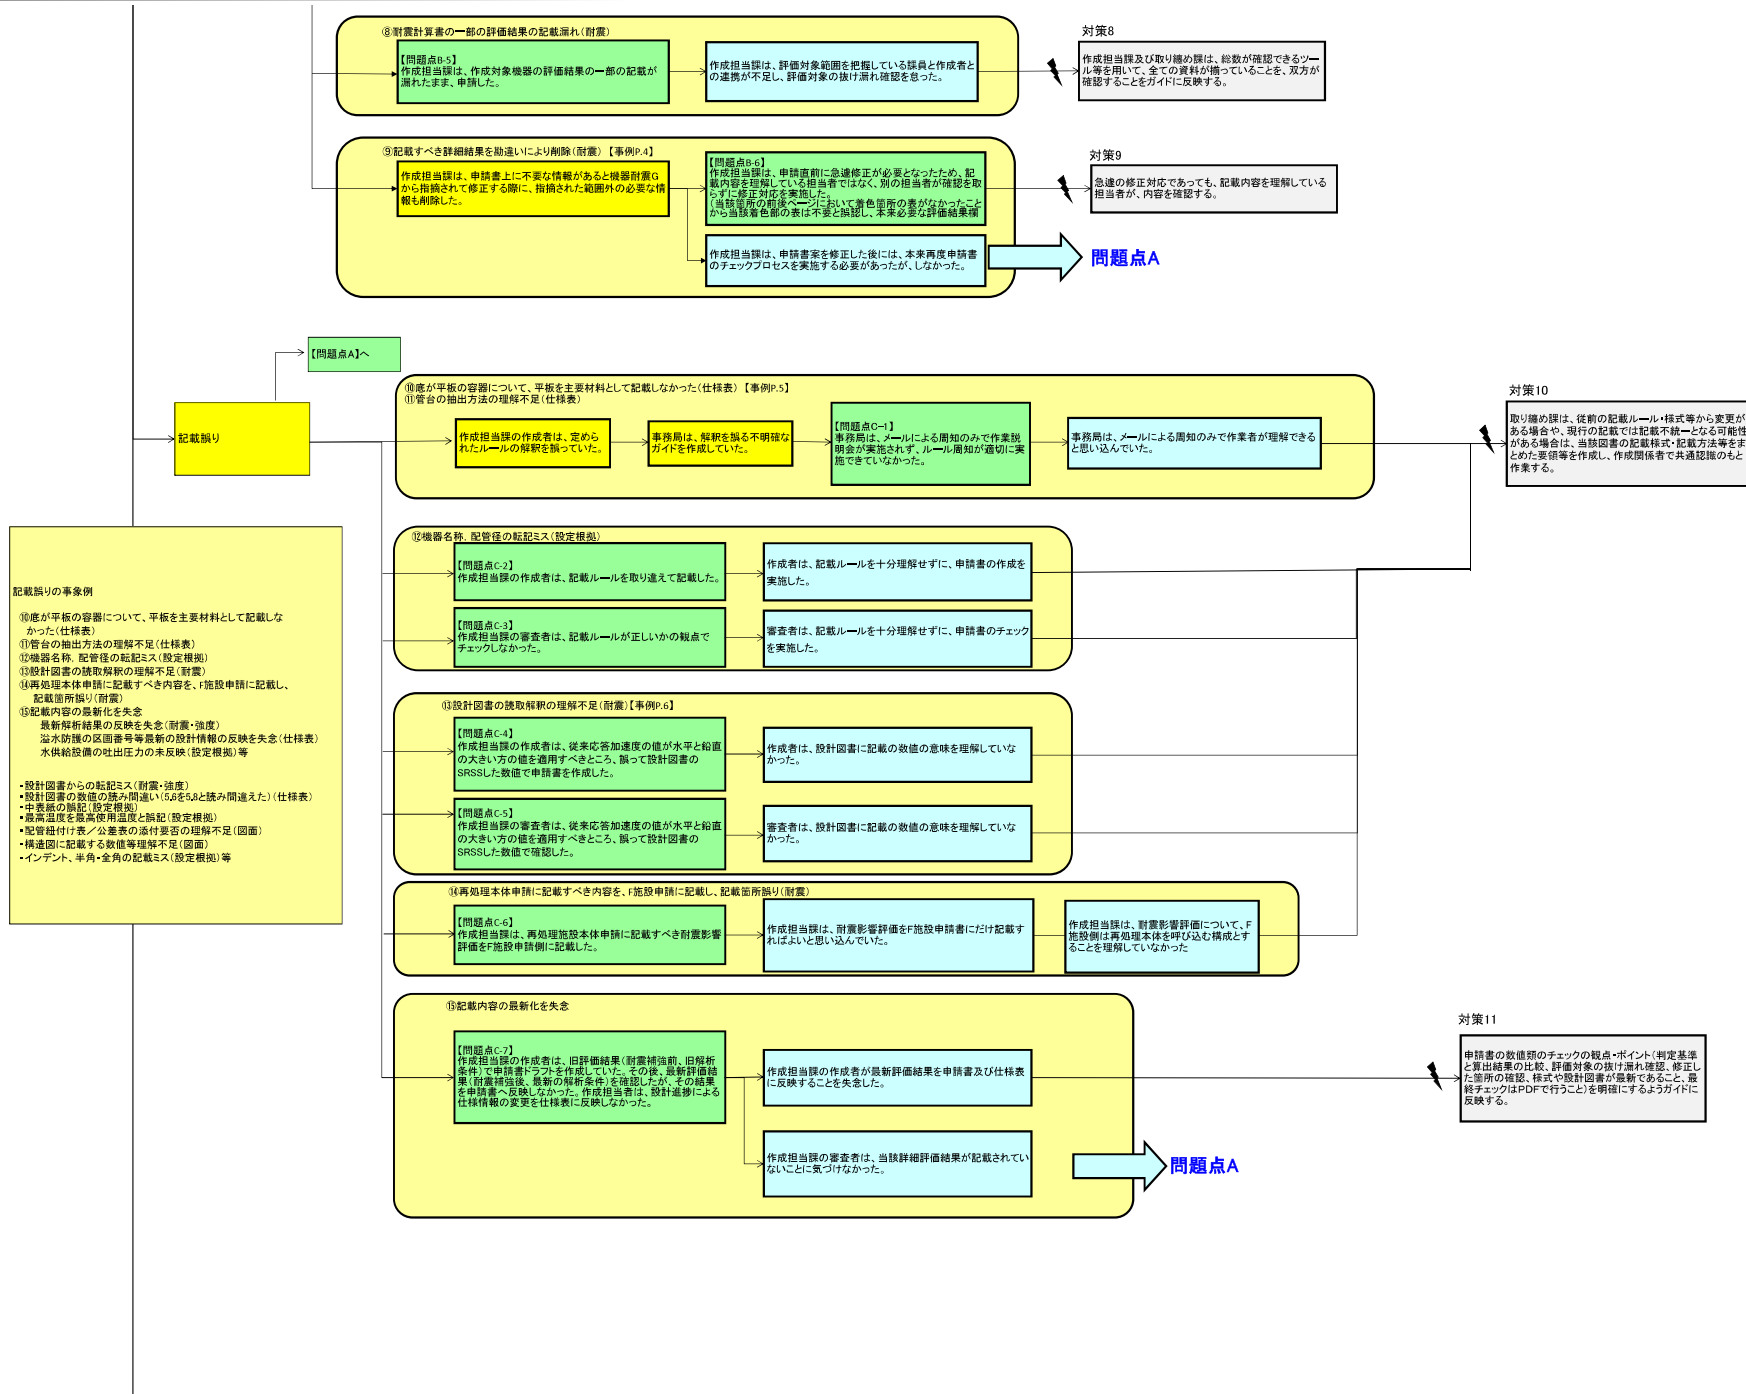 ⑧耐震計算書の一部の評価結果の記載漏れ（耐震）
【問題点B-5】
作成担当課は、作成対象機器の評価結果の一部の記載が
漏れたまま、申請した。
作成担当課は、評価対象範囲を把握している課員と作成者と
の連携が不足し、評価対象の抜け漏れ確認を怠った。
対策8
作成担当課及び取り纏め課は、総数が確認できるツー
ル等を用いて、全ての資料が揃っていることを、双方が
確認することをガイドに反映する。
⑨記載すべき詳細結果を勘違いにより削除（耐震）【事例P.4】
作成担当課は、申請書上に不要な情報があると機器耐震G
から指摘されて修正する際に、指摘された範囲外の必要な情
報も削除した。
【問題点B-6】
作成担当課は、申請直前に急遽修正が必要となったため、記
載内容を理解している担当者ではなく、別の担当者が確認を取
らずに修正対応を実施した。
（当該箇所の前後ページにおいて着色箇所の表がなかったこと
から当該着色部の表は不要と誤認し、本来必要な評価結果欄
対策9
急遽の修正対応であっても、記載内容を理解している
担当者が、内容を確認する。
作成担当課は、申請書案を修正した後には、本来再度申請書
のチェックプロセスを実施する必要があったが、しなかった。
問題点A
【問題点A】へ
記載誤り
⑩底が平板の容器について、平板を主要材料として記載しなかった（仕様表）【事例P.5】
⑪管台の抽出方法の理解不足（仕様表）
作成担当課の作成者は、定めら
れたルールの解釈を誤っていた。
事務局は、解釈を誤る不明確な
ガイドを作成していた。
【問題点C-1】
事務局は、メールによる周知のみで作業説
明会が実施されず、ルール周知が適切に実
施できていなかった。
事務局は、メールによる周知のみで作業者が理解できる
と思い込んでいた。
対策10
取り纏め課は、従前の記載ルール・様式等から変更が
ある場合や、現行の記載では記載不統一となる可能性
がある場合は、当該図書の記載様式・記載方法等をま
とめた要領等を作成し、作成関係者で共通認識のもと
作業する。
⑫機器名称，配管径の転記ミス（設定根拠）
【問題点C-2】
作成担当課の作成者は、記載ルールを取り違えて記載した。
作成者は、記載ルールを十分理解せずに、申請書の作成を
実施した。
【問題点C-3】
作成担当の審査者は、記載ルールが正しいかの観点で
チェックしなかった。
審査者は、記載ルールを十分理解せずに、申請書のチェック
を実施した。
記載誤りの事象例
⑩底が平板の容器について、平板を主要材料として記載しな
かった（仕様表）
⑪管台の抽出方法の理解不足（仕様表）
⑫機器名称，配管径の転記ミス（設定根拠）
⑬設計図書の読取解釈の理解不足（耐震）
⑭再処理本体申請に記載すべき内容を、F施設申請に記載し、
記載箇所誤り（耐震）
⑮記載内容の最新化を失念
最新解析結果の反映を失念（耐震・強度）
溢水防護の区画番号等最新の設計情報の反映を失念（仕様表）
水供給設備の吐出圧力の未反映（設定根拠）等
・設計図書からの転記ミス（耐震・強度）
・設計図書の数値の読み間違い（5.6を5.8と読み間違えた）（仕様表）
・中表紙の誤記（設定根拠）
・最高温度を最高使用温度と誤記（設定根拠）
・配管紐付け表／公差表の添付要否の理解不足（図面）
・構造図に記載する数値等理解不足（図面）
・インデント、半角・全角の記載ミス（設定根拠）等
⑬設計図書の読取解釈の理解不足（耐震）【事例P.6】
【問題点C-4】
作成担当課の作成者は、従来応答加速度の値が水平と鉛直
の大きい方の値を適用すべきところ、誤って設計図書の
SRSSした数値で申請書を作成した。
作成者は、設計図書に記載の数値の意味を理解していな
かった。
【問題点C-5】
作成担当課の審査者は、従来応答加速度の値が水平と鉛直
の大きい方の値を適用すべきところ、誤って設計図書の
SRSSした数値で確認した。
審査者は、設計図書に記載の数値の意味を理解していな
かった。
⑭再処理本体申請に記載すべき内容を、F施設申請に記載し、記載箇所誤り（耐震）
【問題点C-6】
作成担当課は、再処理施設本体申請に記載すべき耐震影響
評価をF施設申請側に記載した。
作成担当課は、耐震影響評価をF施設申請書にだけ記載す
ればよいと思い込んでいた。
作成担当課は、耐震影響評価について、F
施設側は再処理本体を呼び込む構成とす
ることを理解していなかった
⑮記載内容の最新化を失念
【問題点C-7】
作成担当課の作成者は、旧評価結果（耐震補強前、旧解析
条件）で申請書ドラフトを作成していた。その後、最新評価結
果（耐震補強後、最新の解析条件）を確認したが、その結果
を申請書へ反映しなかった。作成担当者は、設計進捗による
仕様情報の変更を仕様表に反映しなかった。
作成担当課の作成者が最新評価結果を申請書及び仕様表
に反映することを失念した。
作成担当課の審査者は、当該詳細評価結果が記載されてい
ないことに気づけなかった。
問題点A
対策11
申請書の数値類のチェックの観点・ポイント（判定基準
と算出結果の比較、評価対象の抜け漏れ確認、修正し
た箇所の確認、様式や設計図書が最新であること、最
終チェックはPDFで行うこと）を明確にするようガイドに
反映する。